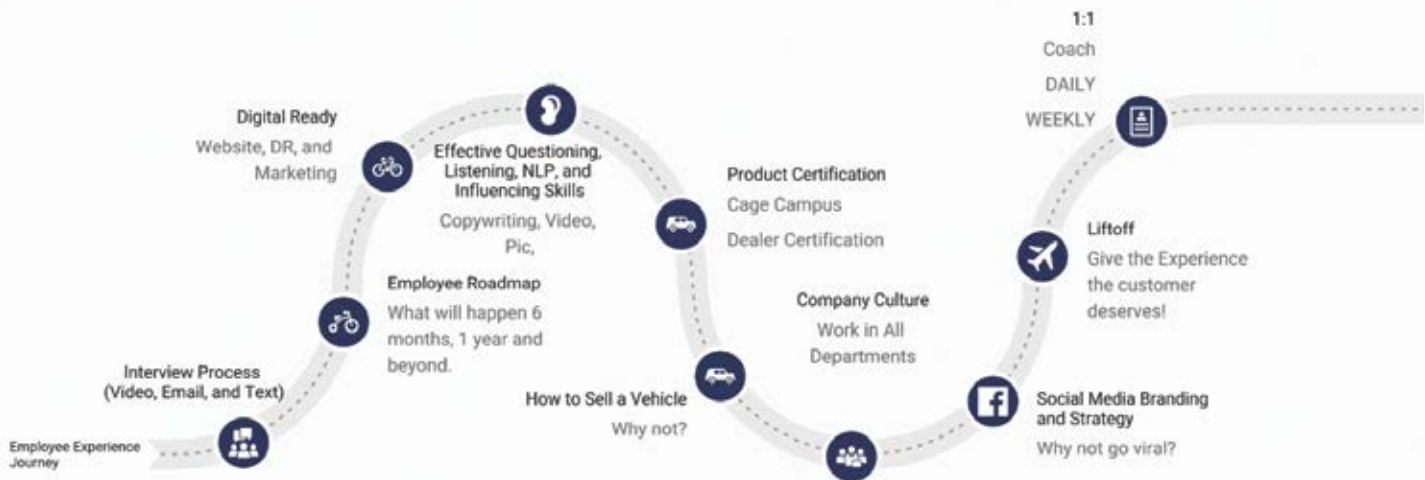 Employee Experience
Journey
Interview Process
(Video, Email, and Text)
Employee Roadmap
What will happen 6
months, 1 year and
beyond.
Digital Ready
Website, DR, and
Marketing
Effective Questioning,
Listening, NLP, and
Influencing Skills
Copywriting, Video,
Pic,
Product Certification
Cage Campus
Dealer Certification
How to Sell a Vehicle
Why not?
Company Culture
Work in All
Departments
Social Media Branding
and Strategy
Why not go viral?
Liftoff
Give the Experience
the customer
deserves!
1:1
Coach
DAILY
WEEKLY